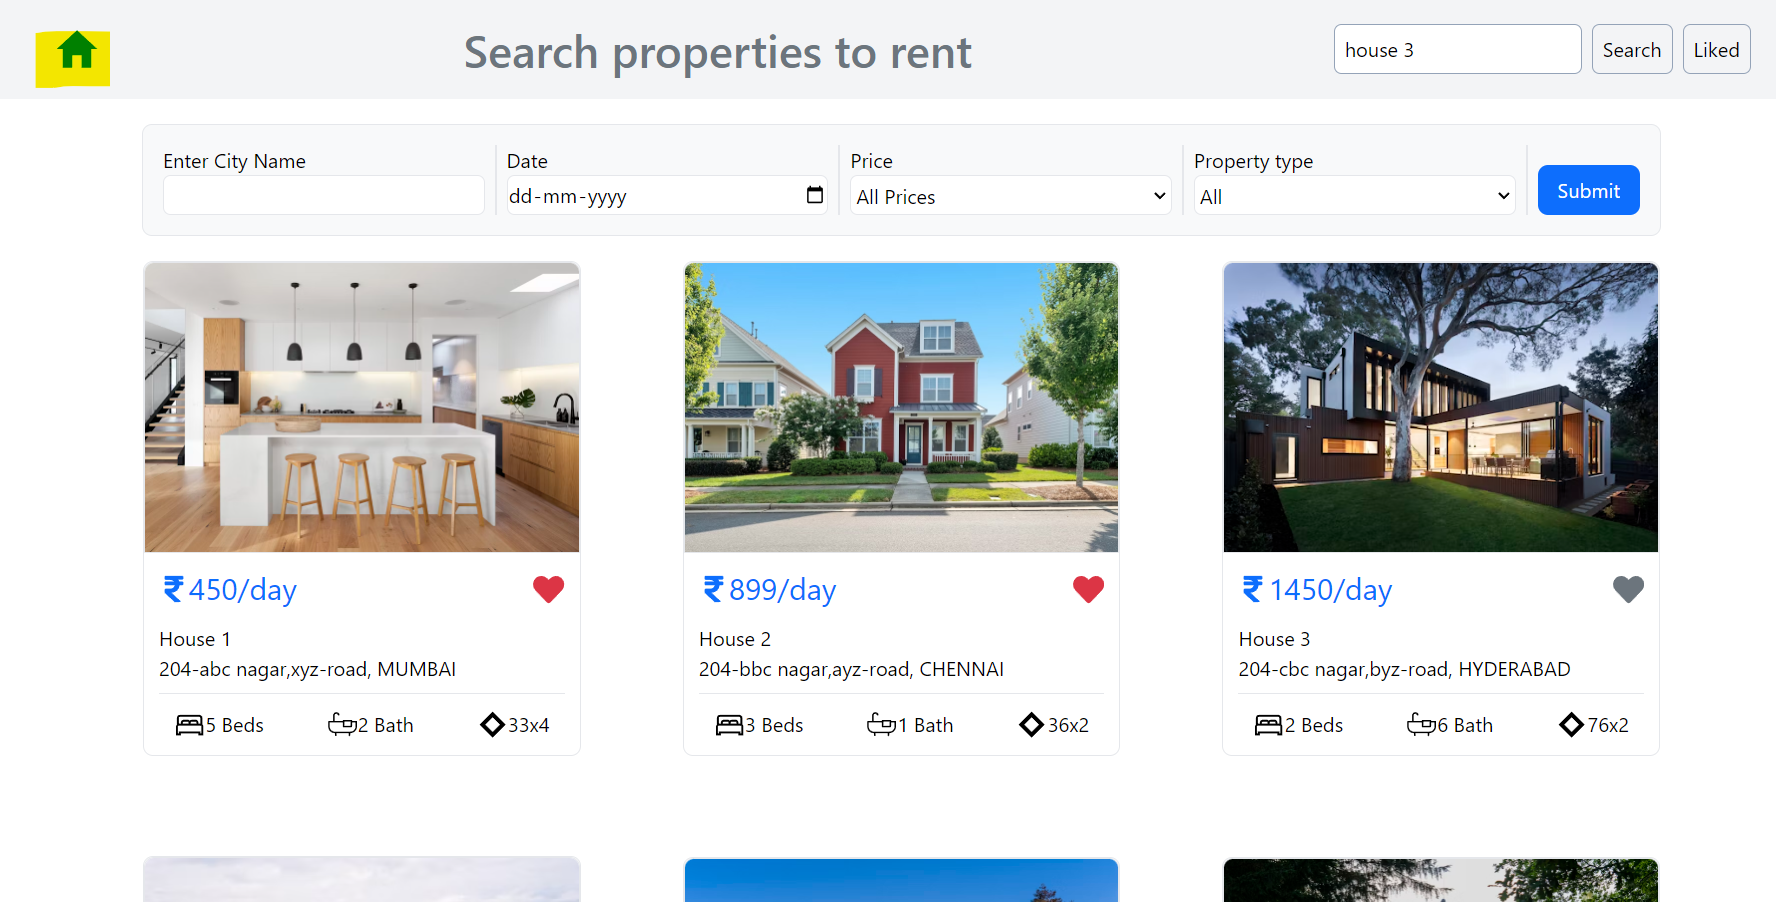 Search properties to rent
house 3
Search
Liked
Enter City Name
Date
Price
Property type
dd-mm-yyyy
All Prices
All
Submit
₹ 450/day
House 1
204-abc nagar,xyz-road, MUMBAI
5 Beds
2 Bath
33x4
₹ 899/day
House 2
204-bbc nagar,ayz-road, CHENNAI
3 Beds
1 Bath
36x2
₹ 1450/day
House 3
204-cbc nagar,byz-road, HYDERABAD
2 Beds
6 Bath
76x2